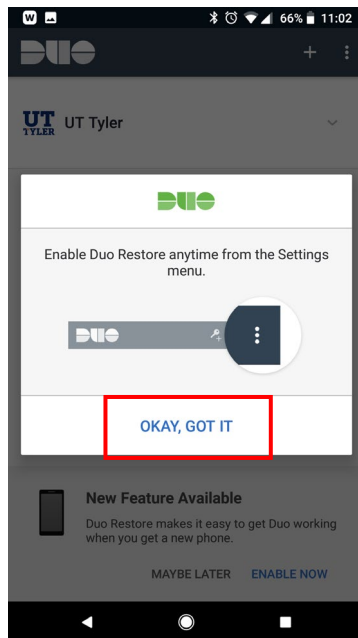 W 66% 11:02
DUO +
UT TYLER UT Tyler
DUO
Enable Duo Restore anytime from the Settings
menu.
DUO
OKAY, GOT IT
New Feature Available
Duo Restore makes it easy to get Duo working
when you get a new phone.
MAYBE LATER ENABLE NOW